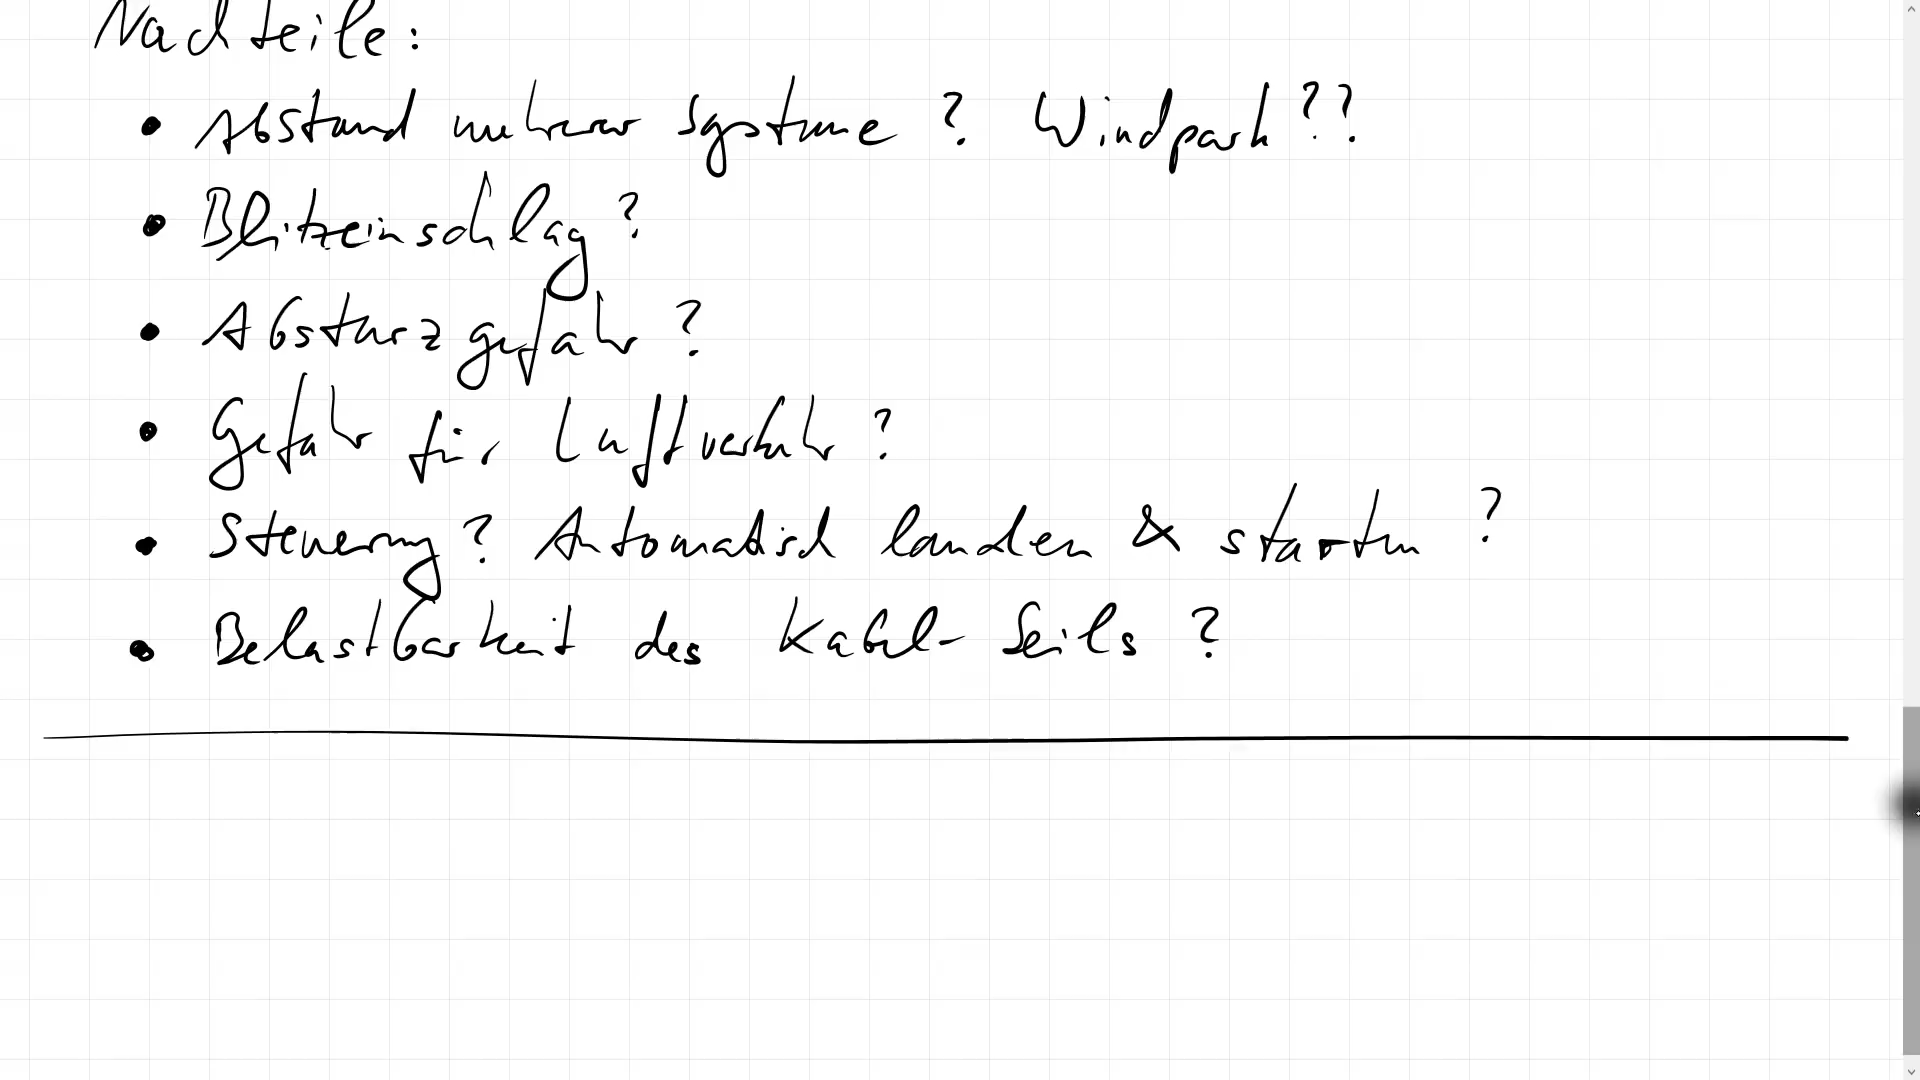 Nachteile:
• Abstand mehrerer Systeme ? Windpark ??
• Blitzeinschlag ?
• Absturzgefahr ?
• Gefahr für Luftverkehr ?
• Steuerung ? Automatisch landen & starten ?
• Belastbarkeit des Kabel-Seils ?